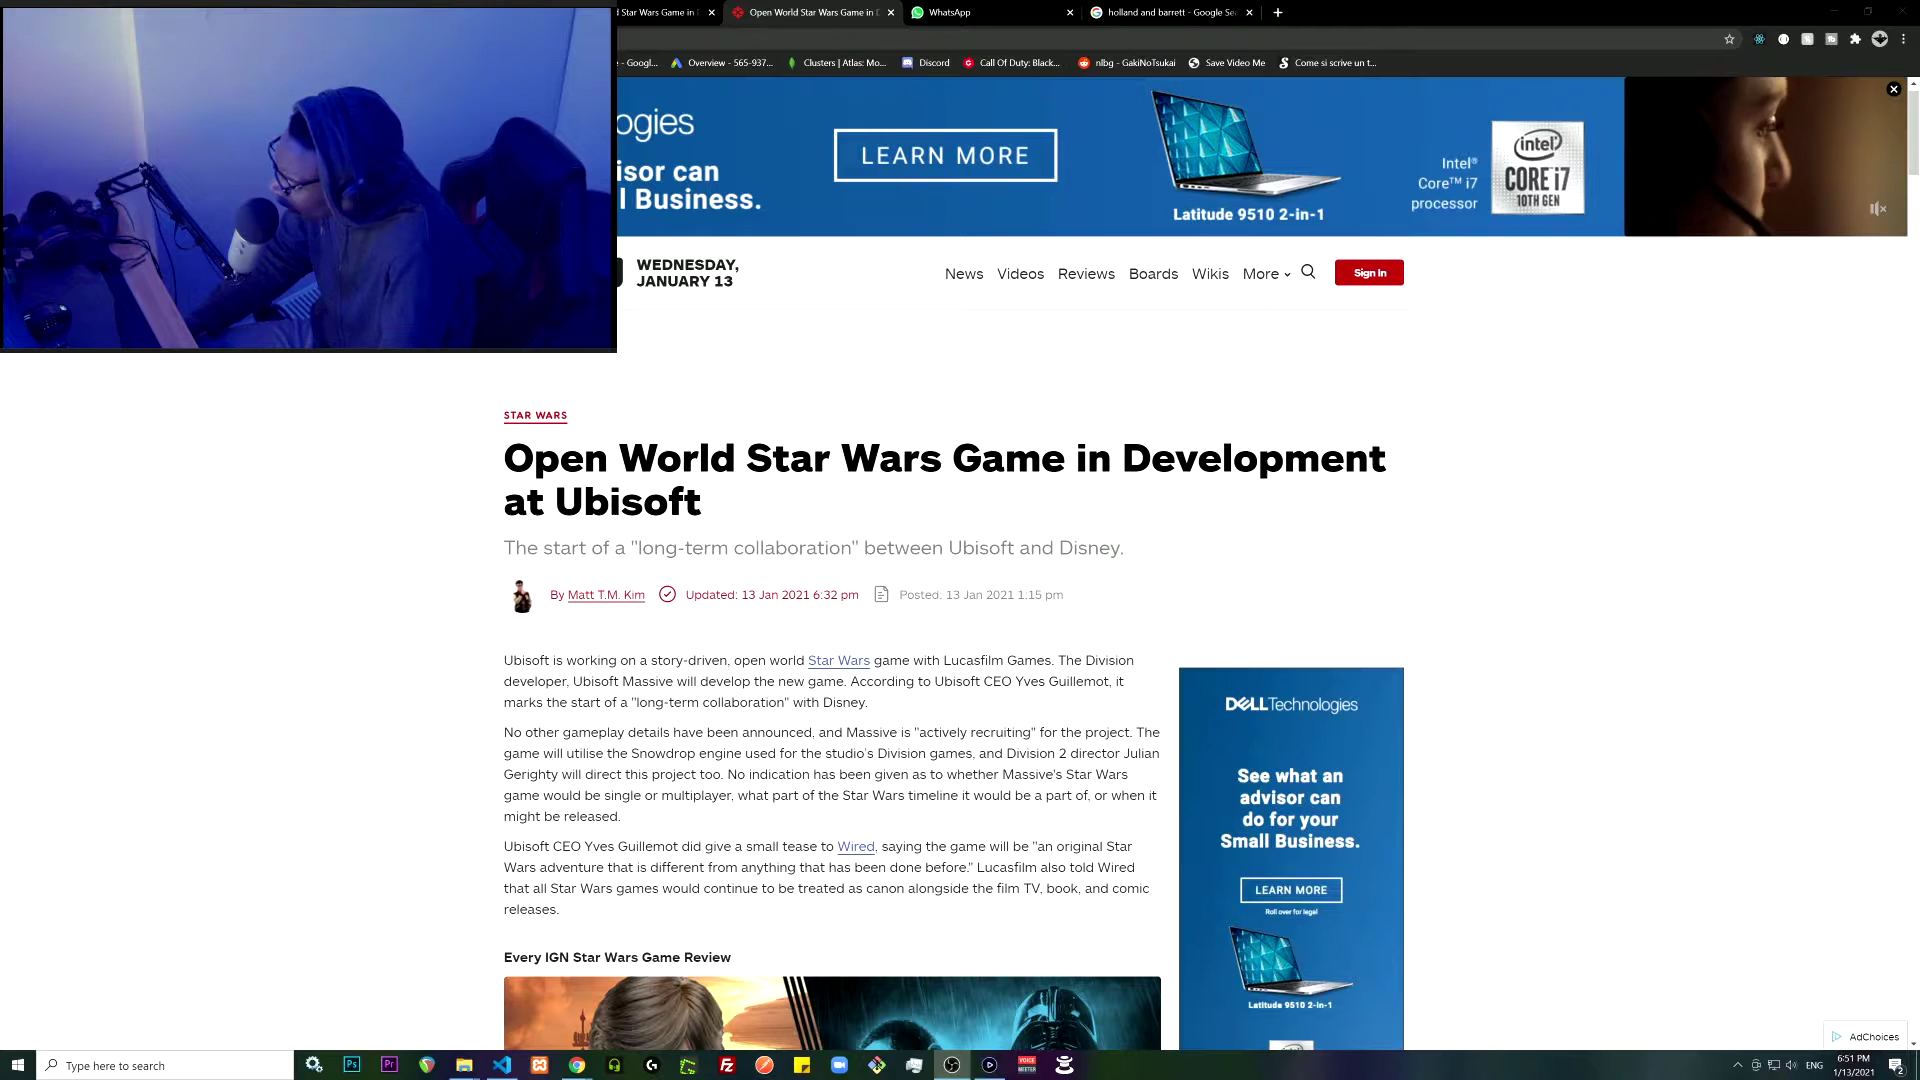 d Star Wars Game in
Open World Star Wars Game in D
WhatsApp
holland and barrett - Google Se
e - Googl...
Overview - 565-937...
Clusters | Atlas: Mo...
Discord
Call Of Duty: Black...
nlbg - GakiNoTsukai
Save Video Me
Come si scrive un t...
ogies
isor can
l Business.
LEARN MORE
Latitude 9510 2-in-1
Intel®
Core™ i7
processor
intel
CORE i7
10TH GEN
WEDNESDAY,
JANUARY 13
News Videos Reviews Boards Wikis More
Sign In
STAR WARS
Open World Star Wars Game in Development
at Ubisoft
The start of a "long-term collaboration" between Ubisoft and Disney.
By Matt T.M. Kim Updated: 13 Jan 2021 6:32 pm Posted: 13 Jan 2021 1:15 pm
Ubisoft is working on a story-driven, open world Star Wars game with Lucasfilm Games. The Division
developer, Ubisoft Massive will develop the new game. According to Ubisoft CEO Yves Guillemot, it
marks the start of a "long-term collaboration" with Disney.
No other gameplay details have been announced, and Massive is "actively recruiting" for the project. The
game will utilise the Snowdrop engine used for the studio's Division games, and Division 2 director Julian
Gerighty will direct this project too. No indication has been given as to whether Massive's Star Wars
game would be single or multiplayer, what part of the Star Wars timeline it would be a part of, or when it
might be released.
Ubisoft CEO Yves Guillemot did give a small tease to Wired, saying the game will be "an original Star
Wars adventure that is different from anything that has been done before." Lucasfilm also told Wired
that all Star Wars games would continue to be treated as canon alongside the film TV, book, and comic
releases.
Every IGN Star Wars Game Review
DELLTechnologies
See what an
advisor can
do for your
Small Business.
LEARN MORE
Roll over for legal
Latitude 9510 2-in-1
AdChoices
Type here to search
Ps
Pr
VOICE
MEETER
ENG
6:51 PM
1/13/2021
2